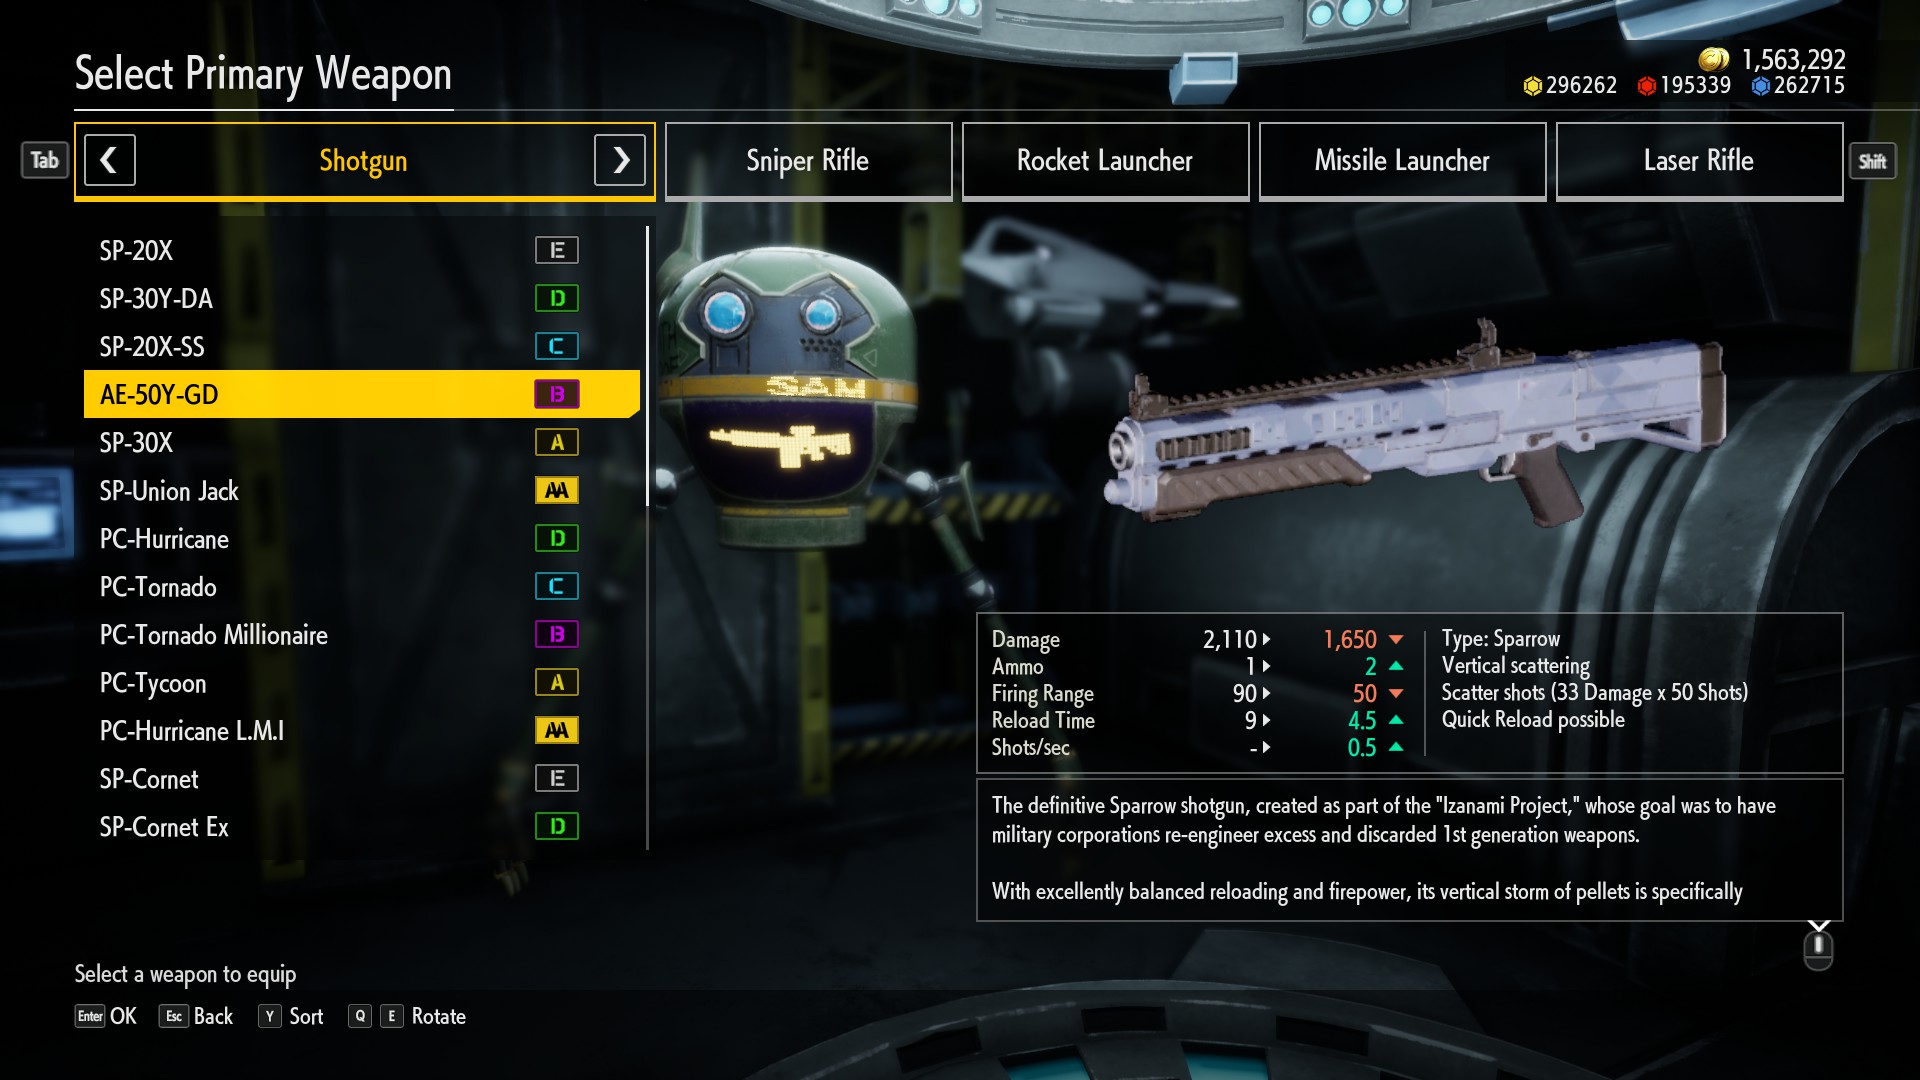 Select Primary Weapon
1,563,292
296262 195339 262715
Tab Shotgun Sniper Rifle Rocket Launcher Missile Launcher Laser Rifle Shift
SP-20X E
SP-30Y-DA D
SP-20X-SS C
AE-50Y-GD B
SP-30X A
SP-Union Jack AA
PC-Hurricane D
PC-Tornado C
PC-Tornado Millionaire B
PC-Tycoon A
PC-Hurricane L.M.I AA
SP-Cornet E
SP-Cornet Ex D
SAM
Damage 2,110 1,650
Ammo 1 2
Firing Range 90 50
Reload Time 9 4.5
Shots/sec - 0.5
Type: Sparrow
Vertical scattering
Scatter shots (33 Damage x 50 Shots)
Quick Reload possible
The definitive Sparrow shotgun, created as part of the "Izanami Project," whose goal was to have
military corporations re-engineer excess and discarded 1st generation weapons.
With excellently balanced reloading and firepower, its vertical storm of pellets is specifically
Select a weapon to equip
Enter OK Esc Back Y Sort Q E Rotate